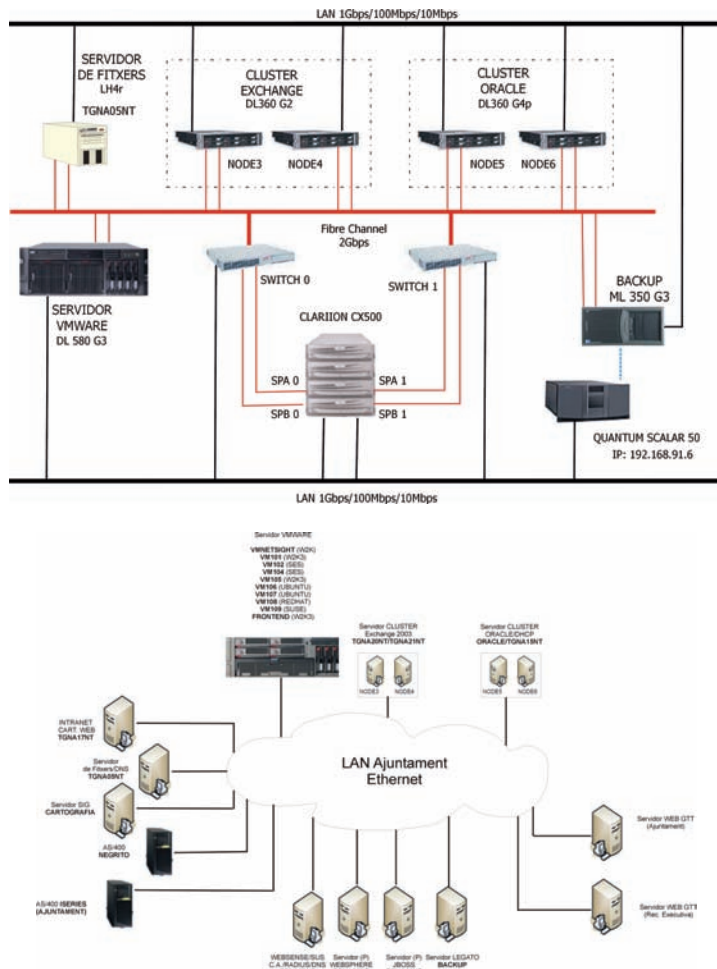 LAN 1Gbps/100Mbps/10Mbps
SERVIDOR
DE FITXERS
LH4r
TGNA05NT
CLUSTER
EXCHANGE
DL360 G2
NODE3
NODE4
CLUSTER
ORACLE
DL360 G4p
NODE5
NODE6
Fibre Channel
2Gbps
SERVIDOR
VMWARE
DL 580 G3
SWITCH 0
SWITCH 1
CLARIION CX500
SPA 0
SPA 1
SPB 0
SPB 1
BACKUP
ML 350 G3
QUANTUM SCALAR 50
IP: 192.168.91.6
LAN 1Gbps/100Mbps/10Mbps
Servidor VMWARE
VMNETSIGHT (W2K)
VM101 (W2K3)
VM102 (SES)
VM104 (SES)
VM105 (W2K3)
VM106 (UBUNTU)
VM107 (UBUNTU)
VM108 (REDHAT)
VM109 (SUSE)
FRONTEND (W2K3)
Servidor CLUSTER
Exchange 2003
TGNA20NT/TGNA21NT
NODE3
NODE4
Servidor CLUSTER
ORACLE/DHCP
ORACLE/TGNA15NT
NODE5
NODE6
INTRANET
CART. WEB
TGNA17NT
Servidor
de Fitxers/DNS
TGNA05NT
Servidor SIG
CARTOGRAFIA
AS/400
NEGRITO
AS/400 ISERIES
(AJUNTAMENT)
LAN Ajuntament
Ethernet
Servidor WEB GTT
(Ajuntament)
Servidor WEB GTT
(Rec. Executiva)
WEBSENSE/SUS
C.A./RADIUS/DNS
Servidor (P)
WEBSPHERE
Servidor (P)
JBOSS
Servidor LEGATO
BACKUP